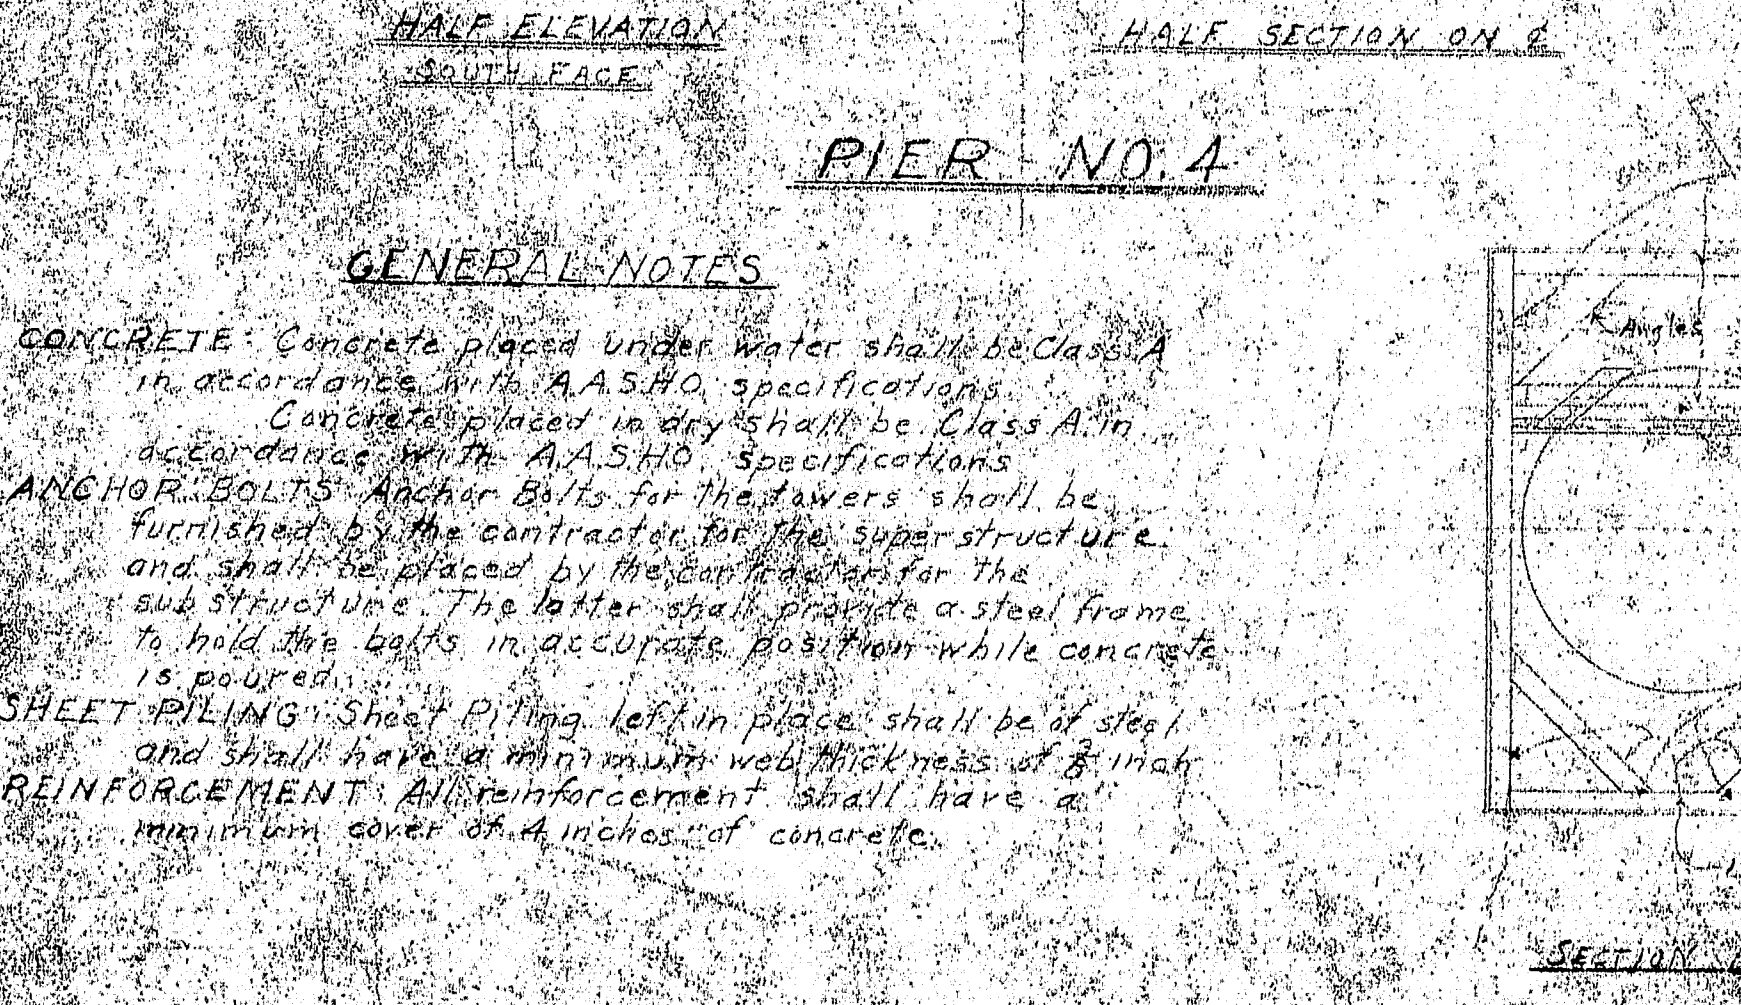 HALF ELEVATION
SOUTH FACE
HALF SECTION ON ℄
PIER NO. 4
GENERAL NOTES
CONCRETE: Concrete placed under water shall be Class A
in accordance with A.A.S.H.O. specifications
Concrete placed in dry shall be Class A in
accordance with A.A.S.H.O. specifications
ANCHOR BOLTS: Anchor Bolts for the towers shall be
furnished by the contractor for the superstructure
and shall be placed by the contractor for the
substructure. The latter shall provide a steel frame
to hold the bolts in accurate position while concrete
is poured.
SHEET PILING: Sheet Piling left in place shall be of steel
and shall have a minimum web thickness of 3/8 inch
REINFORCEMENT: All reinforcement shall have a
minimum cover of 4 inches of concrete.
Angles
SECTION